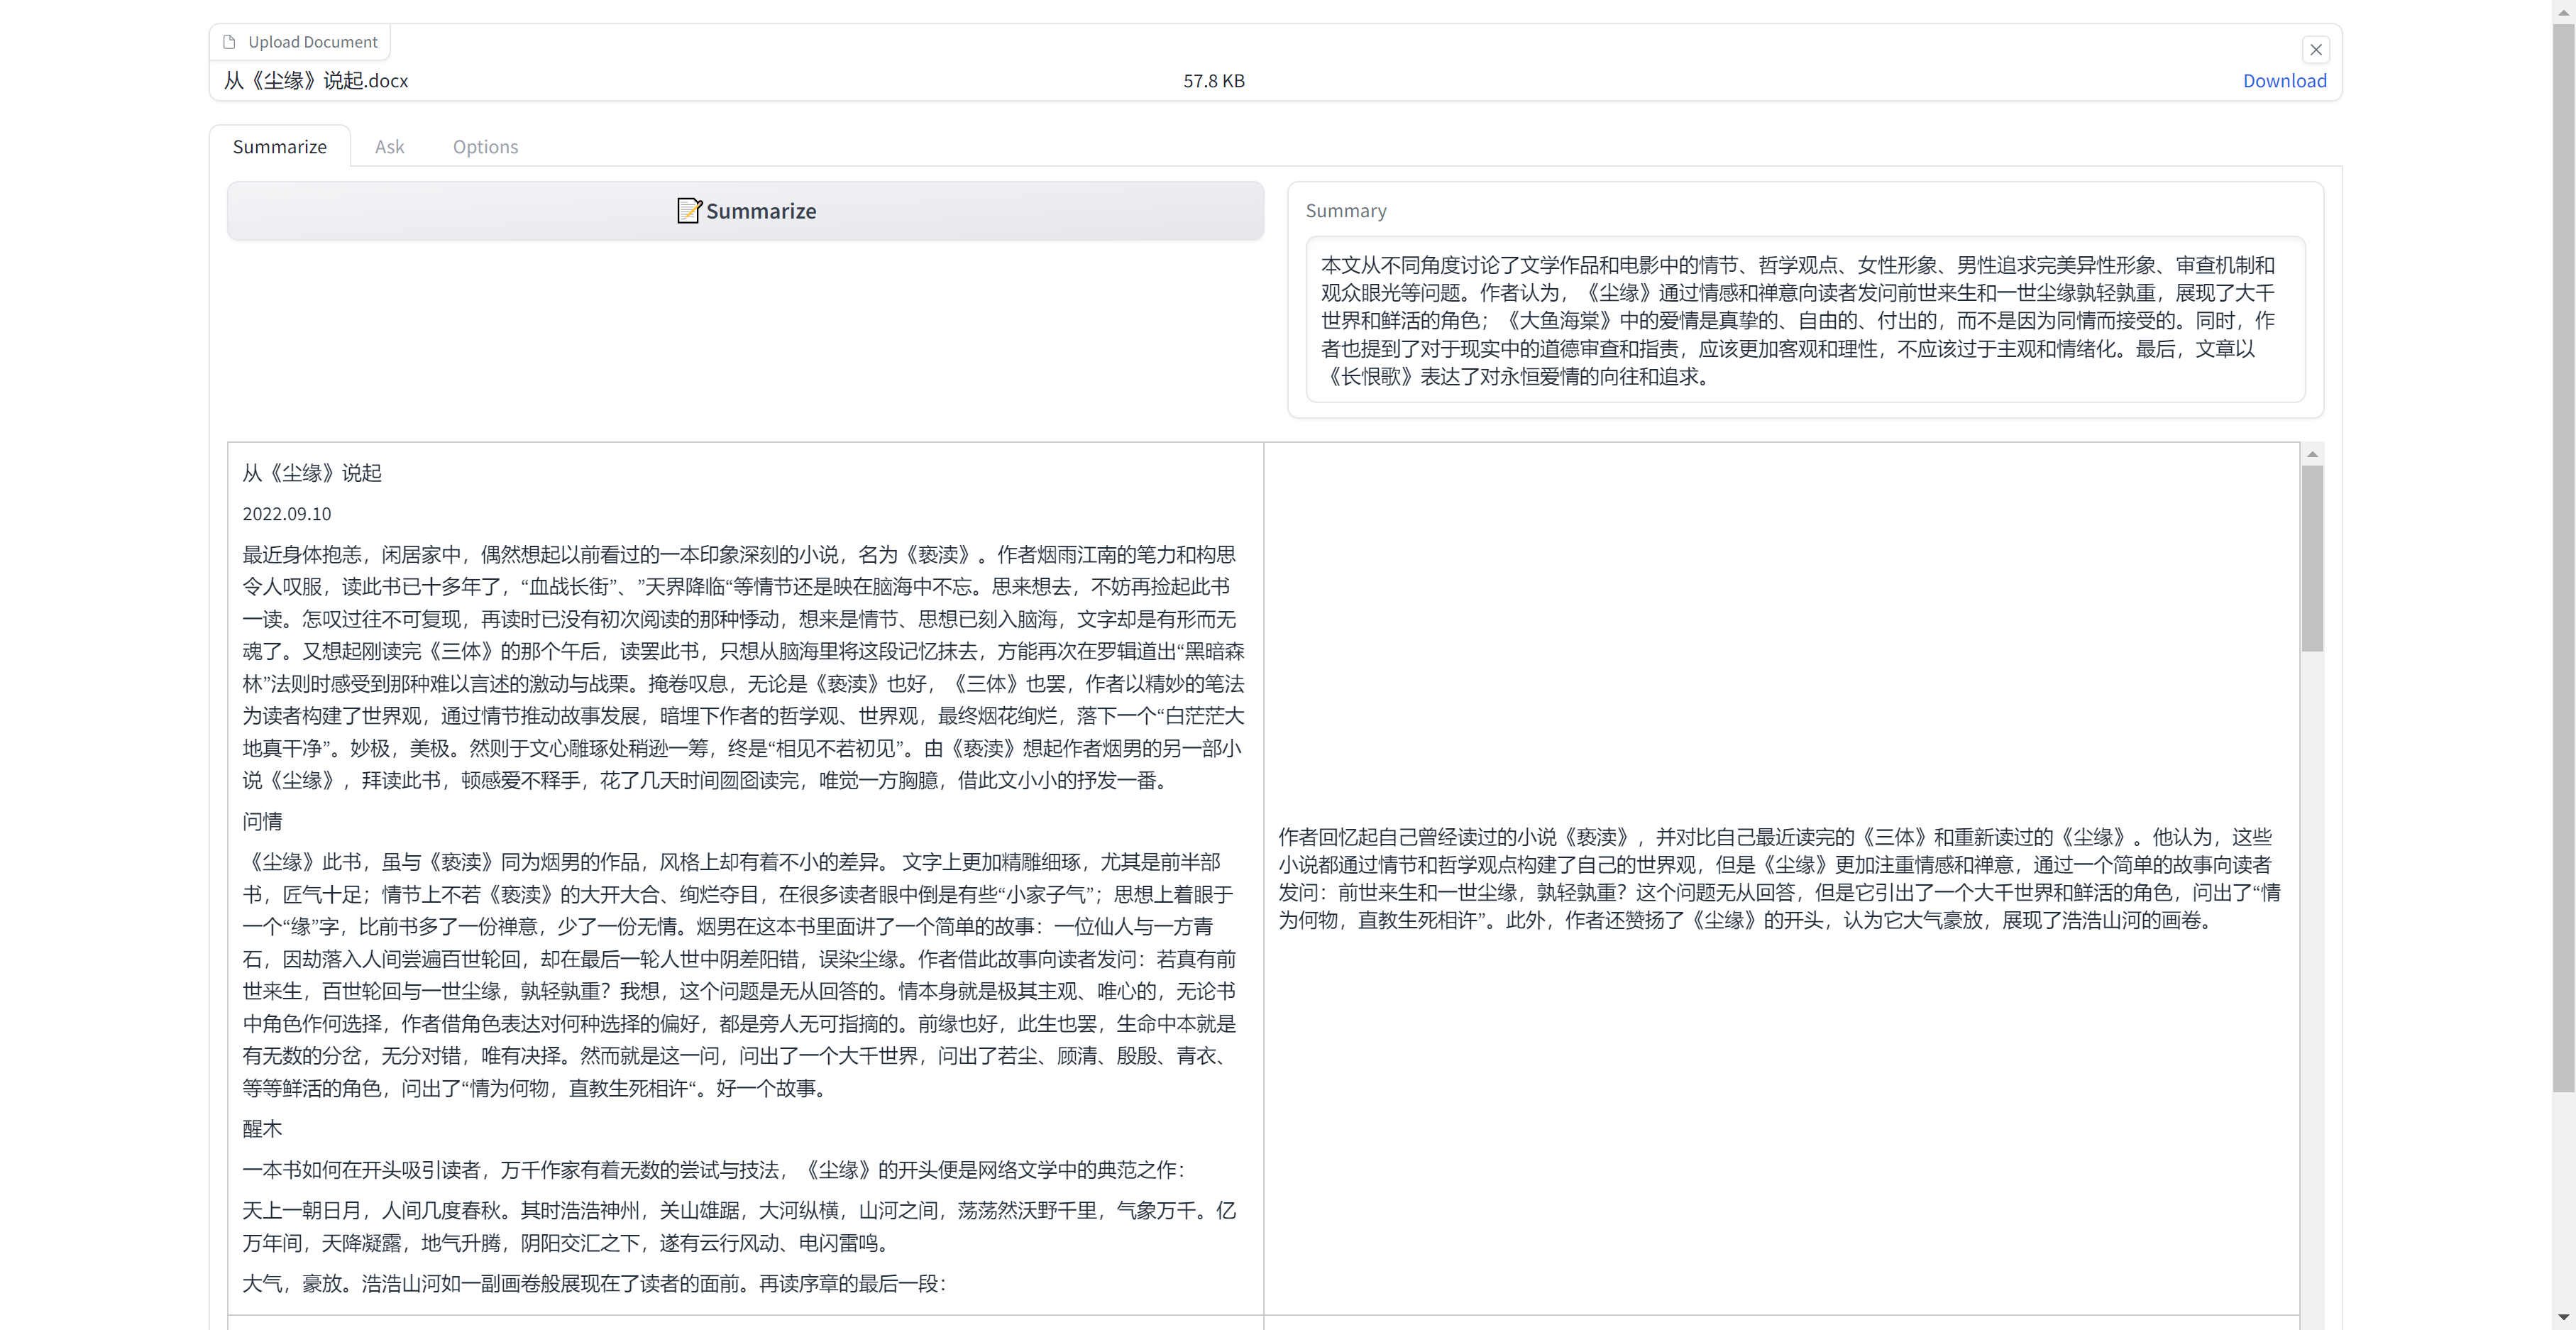 Upload Document
从《尘缘》说起.docx 57.8 KB Download
Summarize Ask Options
📝Summarize
Summary
本文从不同角度讨论了文学作品和电影中的情节、哲学观点、女性形象、男性追求完美异性形象、审查机制和
观众眼光等问题。作者认为，《尘缘》通过情感和禅意向读者发问前世来生和一世尘缘孰轻孰重，展现了大千
世界和鲜活的角色；《大鱼海棠》中的爱情是真挚的、自由的、付出的，而不是因为同情而接受的。同时，作
者也提到了对于现实中的道德审查和指责，应该更加客观和理性，不应该过于主观和情绪化。最后，文章以
《长恨歌》表达了对永恒爱情的向往和追求。
从《尘缘》说起
2022.09.10
最近身体抱恙，闲居家中，偶然想起以前看过的一本印象深刻的小说，名为《亵渎》。作者烟雨江南的笔力和构思
令人叹服，读此书已十多年了，“血战长街”、”天界降临“等情节还是映在脑海中不忘。思来想去，不妨再捡起此书
一读。怎叹过往不可复现，再读时已没有初次阅读的那种悸动，想来是情节、思想已刻入脑海，文字却是有形而无
魂了。又想起刚读完《三体》的那个午后，读罢此书，只想从脑海里将这段记忆抹去，方能再次在罗辑道出“黑暗森
林”法则时感受到那种难以言述的激动与战栗。掩卷叹息，无论是《亵渎》也好，《三体》也罢，作者以精妙的笔法
为读者构建了世界观，通过情节推动故事发展，暗埋下作者的哲学观、世界观，最终烟花绚烂，落下一个“白茫茫大
地真干净”。妙极，美极。然则于文心雕琢处稍逊一筹，终是“相见不若初见”。由《亵渎》想起作者烟男的另一部小
说《尘缘》，拜读此书，顿感爱不释手，花了几天时间囫囵读完，唯觉一方胸臆，借此文小小的抒发一番。
问情
《尘缘》此书，虽与《亵渎》同为烟男的作品，风格上却有着不小的差异。 文字上更加精雕细琢，尤其是前半部
书，匠气十足；情节上不若《亵渎》的大开大合、绚烂夺目，在很多读者眼中倒是有些“小家子气”；思想上着眼于
一个“缘”字，比前书多了一份禅意，少了一份无情。烟男在这本书里面讲了一个简单的故事：一位仙人与一方青
石，因劫落入人间尝遍百世轮回，却在最后一轮人世中阴差阳错，误染尘缘。作者借此故事向读者发问：若真有前
世来生，百世轮回与一世尘缘，孰轻孰重？我想，这个问题是无从回答的。情本身就是极其主观、唯心的，无论书
中角色作何选择，作者借角色表达对何种选择的偏好，都是旁人无可指摘的。前缘也好，此生也罢，生命中本就是
有无数的分岔，无分对错，唯有决择。然而就是这一问，问出了一个大千世界，问出了若尘、顾清、殷殷、青衣、
等等鲜活的角色，问出了“情为何物，直教生死相许“。好一个故事。
醒木
一本书如何在开头吸引读者，万千作家有着无数的尝试与技法，《尘缘》的开头便是网络文学中的典范之作：
天上一朝日月，人间几度春秋。其时浩浩神州，关山雄踞，大河纵横，山河之间，荡荡然沃野千里，气象万千。亿
万年间，天降凝露，地气升腾，阴阳交汇之下，遂有云行风动、电闪雷鸣。
大气，豪放。浩浩山河如一副画卷般展现在了读者的面前。再读序章的最后一段：
作者回忆起自己曾经读过的小说《亵渎》，并对比自己最近读完的《三体》和重新读过的《尘缘》。他认为，这些
小说都通过情节和哲学观点构建了自己的世界观，但是《尘缘》更加注重情感和禅意，通过一个简单的故事向读者
发问：前世来生和一世尘缘，孰轻孰重？这个问题无从回答，但是它引出了一个大千世界和鲜活的角色，问出了“情
为何物，直教生死相许”。此外，作者还赞扬了《尘缘》的开头，认为它大气豪放，展现了浩浩山河的画卷。